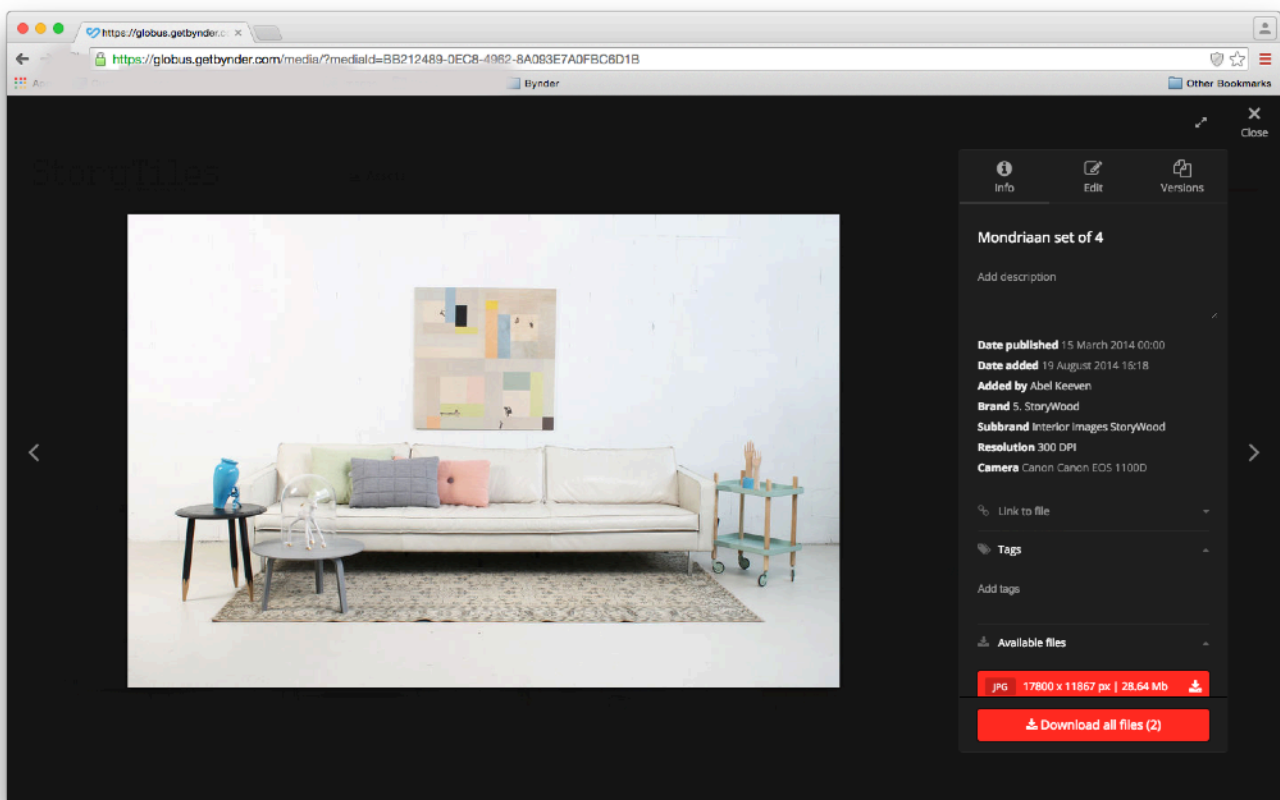 https://globus.getbynder.c
https://globus.getbynder.com/media/?mediaId=BB212489-0EC8-4962-8A093E7A0FBC6D1B
Bynder
Other Bookmarks
Close
StoryTiles
Info
Edit
Versions
Mondriaan set of 4
Add description
Date published 15 March 2014 00:00
Date added 19 August 2014 16:18
Added by Abel Keeven
Brand 5. StoryWood
Subbrand Interior images StoryWood
Resolution 300 DPI
Camera Canon Canon EOS 1100D
Link to file
Tags
Add tags
Available files
JPG 17800 x 11867 px | 28.64 Mb
Download all files (2)